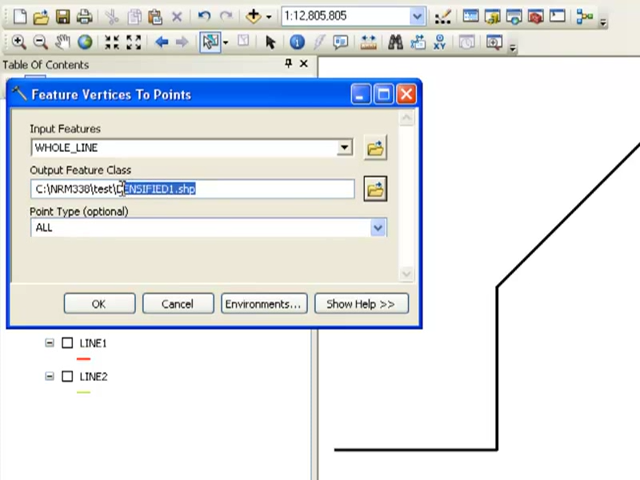 1:12,805,805
Table Of Contents
Feature Vertices To Points
Input Features
WHOLE_LINE
Output Feature Class
C:\NRM338\test\DENSIFIED1.shp
Point Type (optional)
ALL
OK
Cancel
Environments...
Show Help >>
LINE1
LINE2